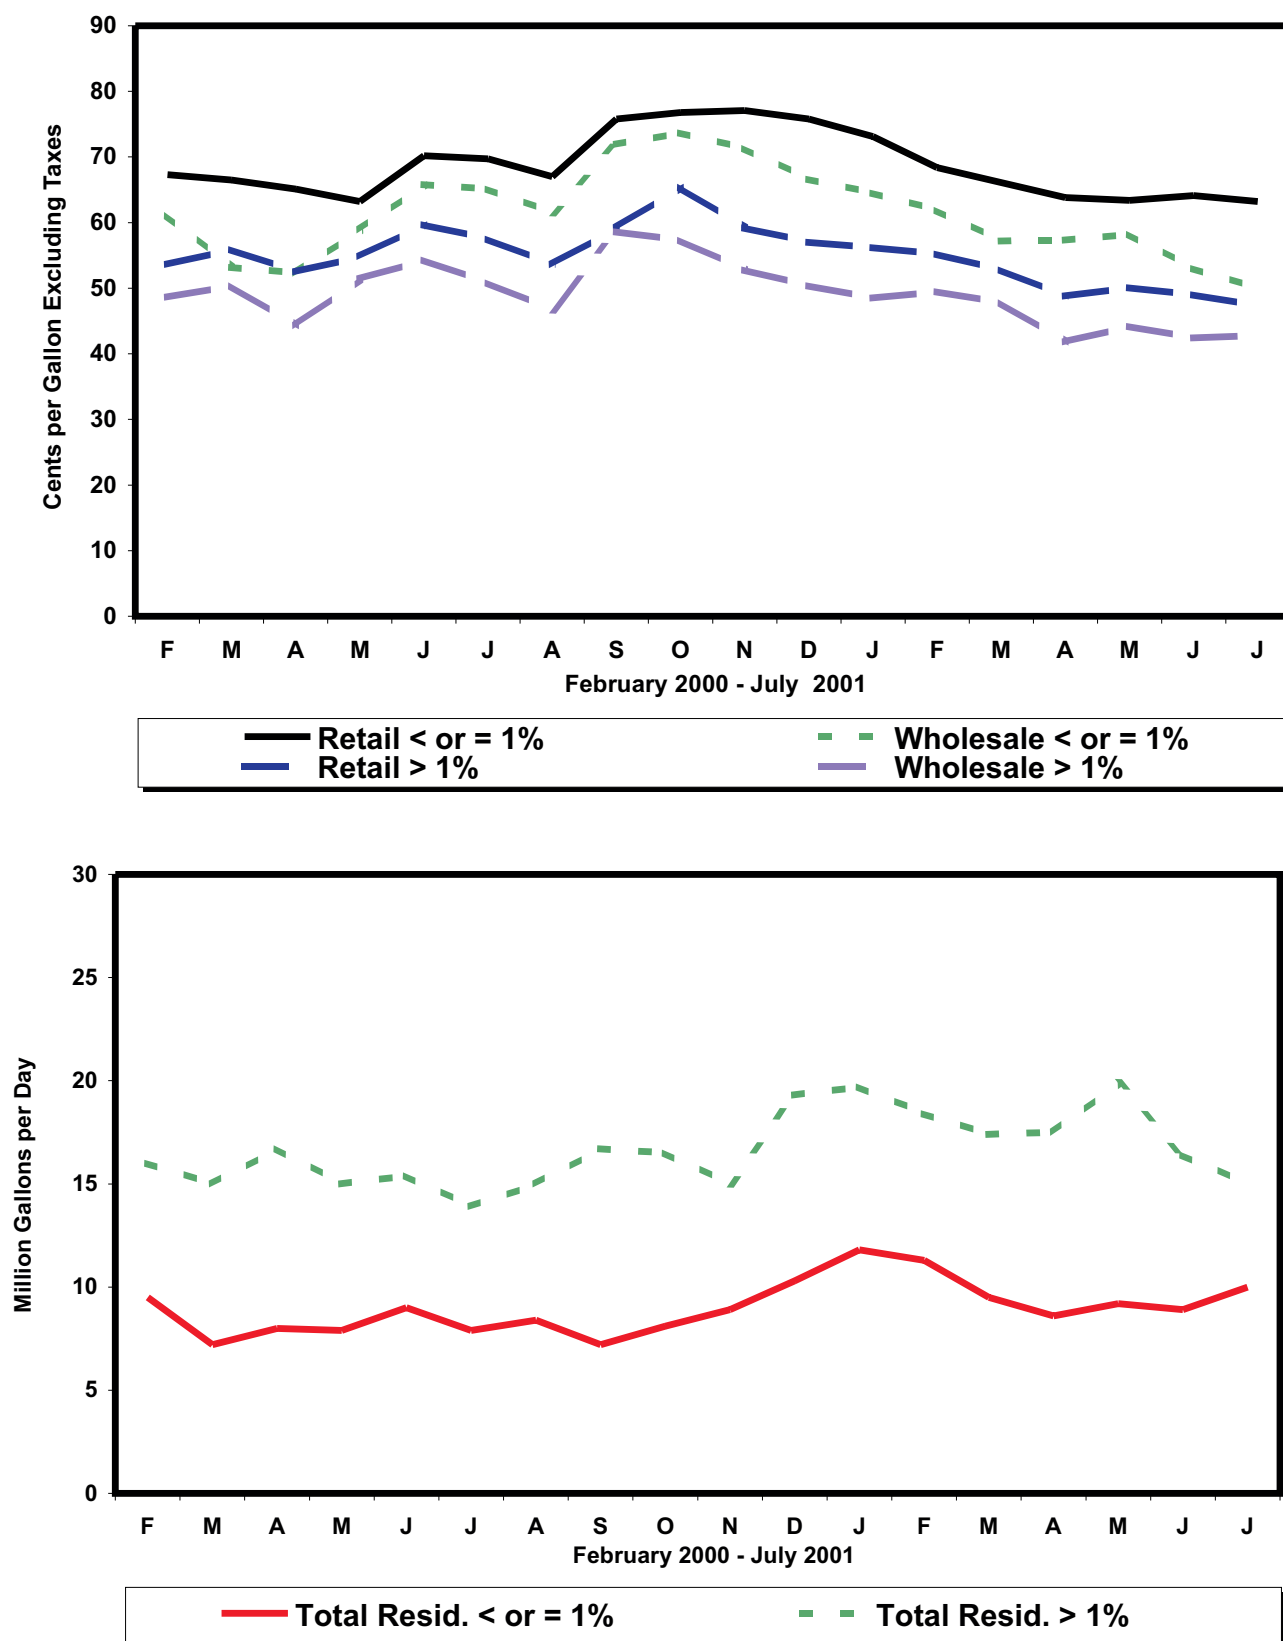 Cents per Gallon Excluding Taxes
90
80
70
60
50
40
30
20
10
0
F M A M J J A S O N D J F M A M J J
February 2000 - July 2001
Retail < or = 1% Wholesale < or = 1%
Retail > 1% Wholesale > 1%
Million Gallons per Day
30
25
20
15
10
5
0
F M A M J J A S O N D J F M A M J J
February 2000 - July 2001
Total Resid. < or = 1% Total Resid. > 1%